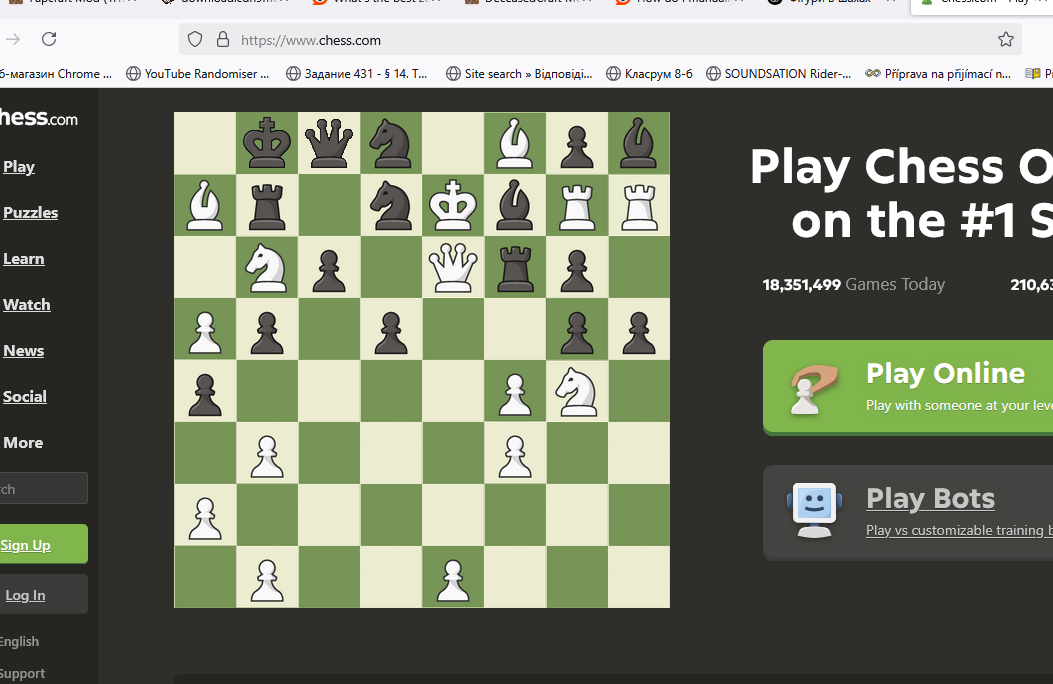 https://www.chess.com
YouTube Randomiser ...
Задание 431 - § 14. Т...
Site search » Відповіді...
Класрум 8-б
SOUNDSATION Rider-...
Příprava na přijímací n...
б-магазин Chrome ...
hess.com
Play
Puzzles
Learn
Watch
News
Social
More
rch
Sign Up
Log In
English
Support
Play Chess O
on the #1 S
18,351,499 Games Today
210,63
Play Online
Play with someone at your leve
Play Bots
Play vs customizable training b